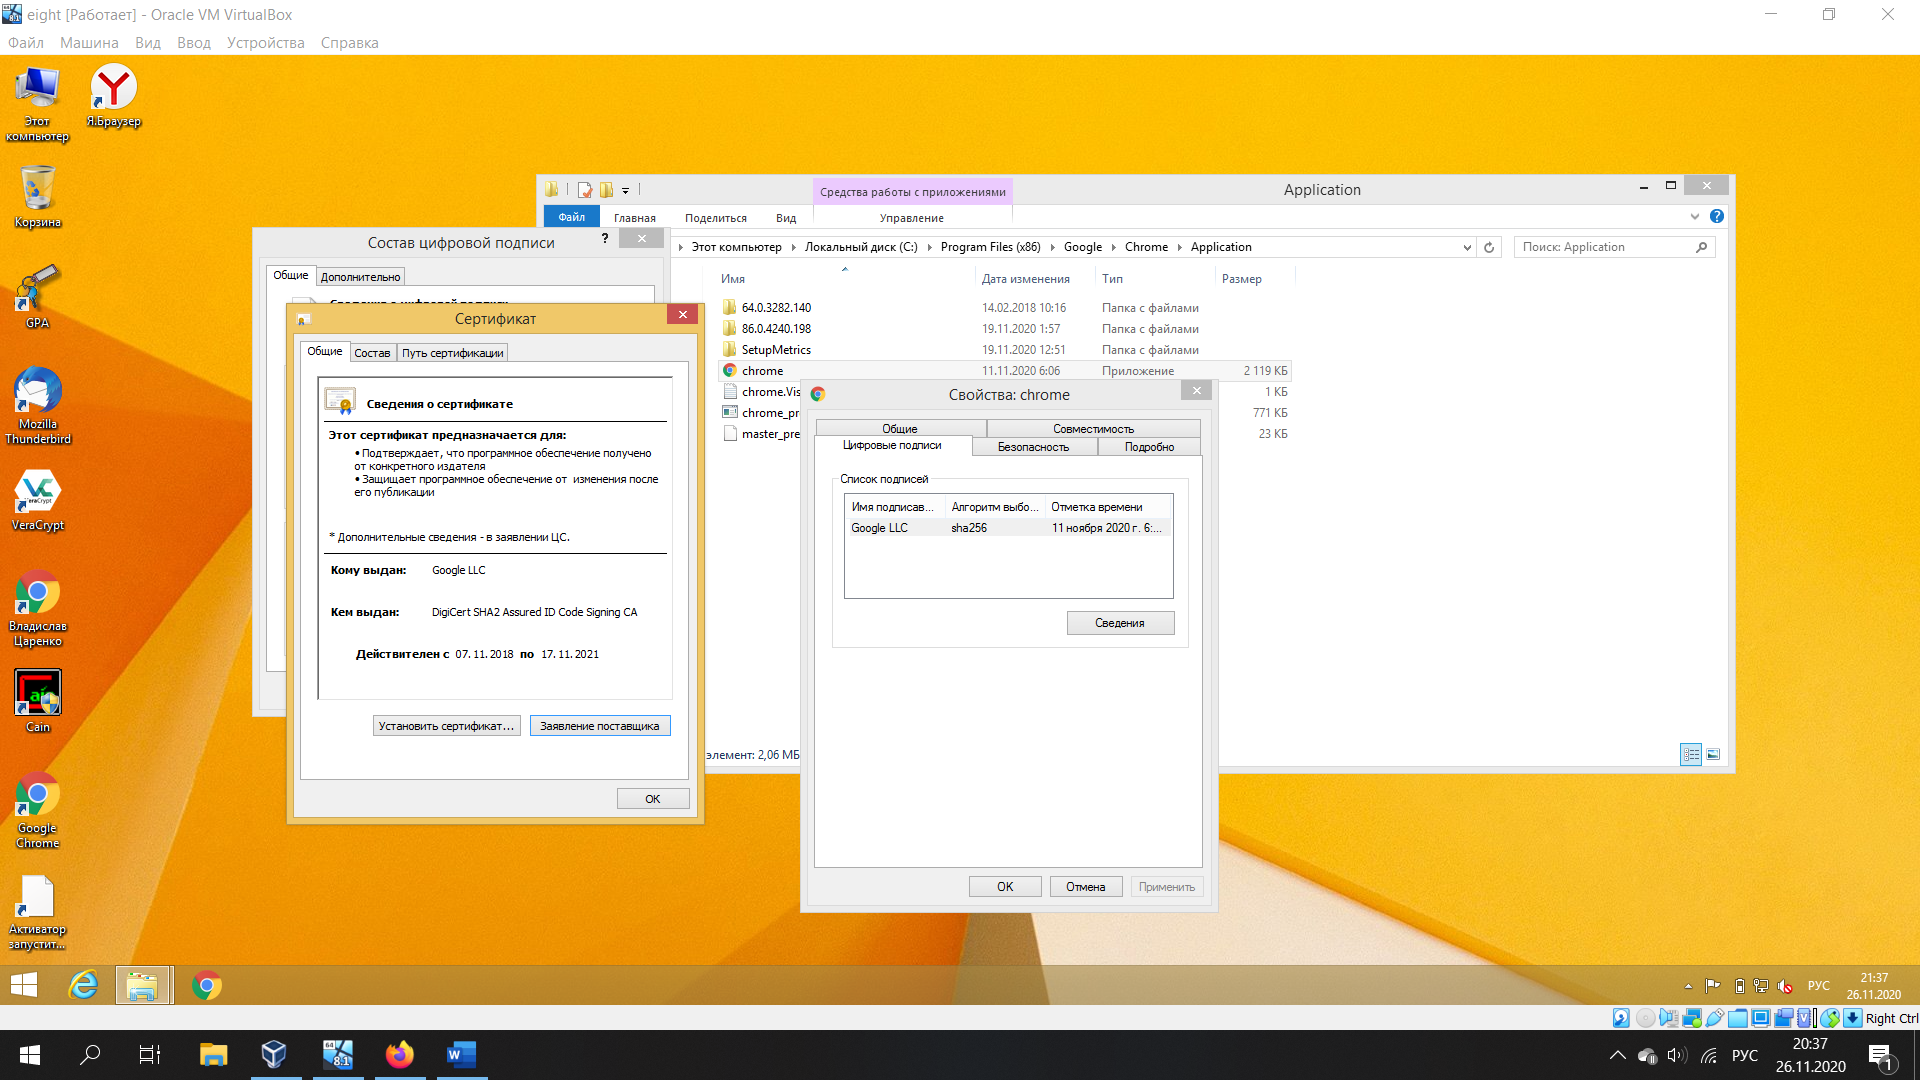 eight [Работает] - Oracle VM VirtualBox
Файл Машина Вид Ввод Устройства Справка
Этот компьютер
Я.Браузер
Корзина
GPA
Mozilla Thunderbird
VeraCrypt
Владислав Царенко
Cain
Google Chrome
Активатор запустит...
Средства работы с приложениями
Application
Файл Главная Поделиться Вид Управление
Этот компьютер Локальный диск (C:) Program Files (x86) Google Chrome Application
Поиск: Application
Имя Дата изменения Тип Размер
64.0.3282.140 14.02.2018 10:16 Папка с файлами
86.0.4240.198 19.11.2020 1:57 Папка с файлами
SetupMetrics 19.11.2020 12:51 Папка с файлами
chrome 11.11.2020 6:06 Приложение 2 119 КБ
chrome.Vis 1 КБ
chrome_pr 771 КБ
master_pre 23 КБ
элемент: 2,06 МБ
Состав цифровой подписи
Общие Дополнительно
Сертификат
Общие Состав Путь сертификации
Сведения о сертификате
Этот сертификат предназначается для:
• Подтверждает, что программное обеспечение получено
от конкретного издателя
• Защищает программное обеспечение от изменения после
его публикации
* Дополнительные сведения - в заявлении ЦС.
Кому выдан: Google LLC
Кем выдан: DigiCert SHA2 Assured ID Code Signing CA
Действителен с 07. 11. 2018 по 17. 11. 2021
Установить сертификат... Заявление поставщика
ОК
Свойства: chrome
Общие Совместимость
Цифровые подписи Безопасность Подробно
Список подписей
Имя подписав... Алгоритм выбо... Отметка времени
Google LLC sha256 11 ноября 2020 г. 6:...
Сведения
ОК Отмена Применить
РУС
21:37
26.11.2020
Right Ctrl
64
8.1
РУС
20:37
26.11.2020
1